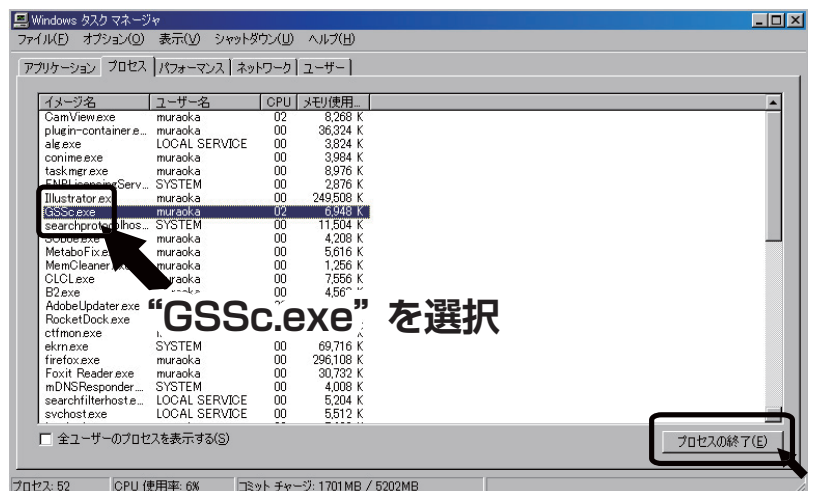 Windows タスク マネージャ
ファイル(F) オプション(O) 表示(V) シャットダウン(U) ヘルプ(H)
アプリケーション プロセス パフォーマンス ネットワーク ユーザー
イメージ名 ユーザー名 CPU メモリ使用...
CamView.exe muraoka 02 8,268 K
plugin-container.e... muraoka 00 36,324 K
alg.exe LOCAL SERVICE 00 3,824 K
conime.exe muraoka 00 3,984 K
taskmgr.exe muraoka 00 8,976 K
SYSTEM 00 2,876 K
Illustrator.ex muraoka 00 249,508 K
GSSc.exe muraoka 02 6,948 K
searchprotocolhos... SYSTEM 00 11,504 K
muraoka 00 4,208 K
MetaboFix.e muraoka 00 5,616 K
MemCleaner. muraoka 00 1,256 K
CLCL.exe muraoka 00 7,556 K
B2.exe 00
AdobeUpdater.exe
RocketDock.exe
ctfmon.exe
ekrn.exe SYSTEM 00 69,716 K
firefox.exe muraoka 00 296,108 K
Foxit Reader.exe muraoka 00 30,732 K
mDNSResponder.... SYSTEM 00 4,008 K
searchfilterhost.e... LOCAL SERVICE 00 5,204 K
svchost.exe LOCAL SERVICE 00 5,512 K
“GSSc.exe” を選択
全ユーザーのプロセスを表示する(S) プロセスの終了(E)
プロセス: 52 CPU 使用率: 6% コミット チャージ: 1701MB / 5202MB